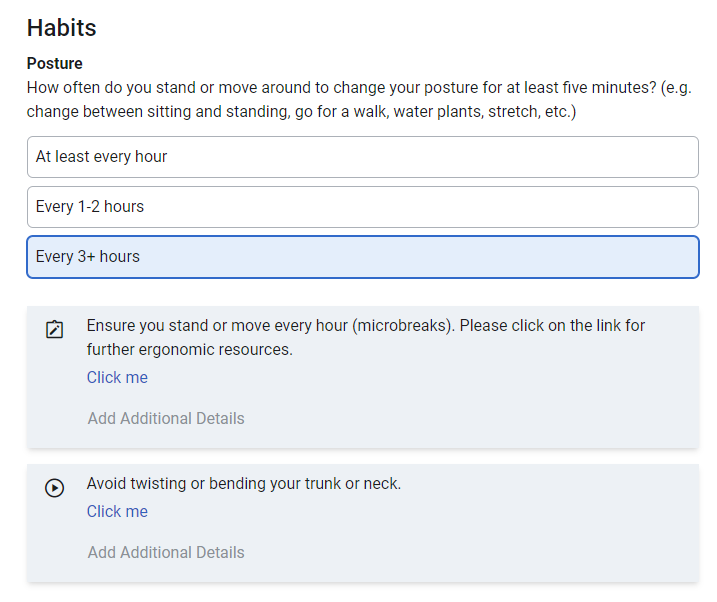 Habits
Posture
How often do you stand or move around to change your posture for at least five minutes? (e.g.
change between sitting and standing, go for a walk, water plants, stretch, etc.)
At least every hour
Every 1-2 hours
Every 3+ hours
Ensure you stand or move every hour (microbreaks). Please click on the link for
further ergonomic resources.
Click me
Add Additional Details
Avoid twisting or bending your trunk or neck.
Click me
Add Additional Details